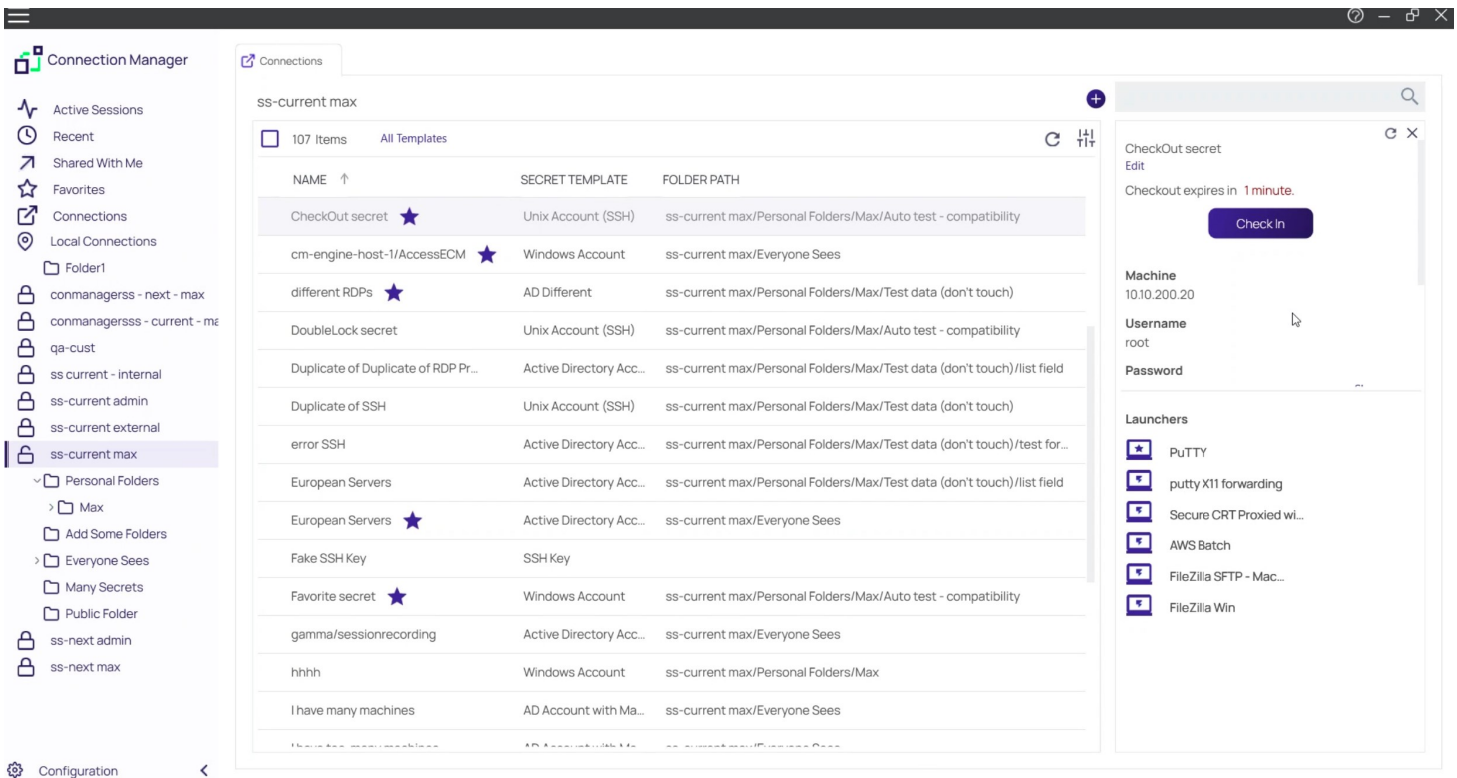 Connection Manager
Active Sessions
Recent
Shared With Me
Favorites
Connections
Local Connections
Folder1
conmanagerss - next - max
conmanagersss - current - ma
qa-cust
ss current - internal
ss-current admin
ss-current external
ss-current max
Personal Folders
Max
Add Some Folders
Everyone Sees
Many Secrets
Public Folder
ss-next admin
ss-next max
Configuration
Connections
ss-current max
107 Items All Templates
NAME SECRET TEMPLATE FOLDER PATH
CheckOut secret Unix Account (SSH) ss-current max/Personal Folders/Max/Auto test - compatibility
cm-engine-host-1/AccessECM Windows Account ss-current max/Everyone Sees
different RDPs AD Different ss-current max/Personal Folders/Max/Test data (don't touch)
DoubleLock secret Unix Account (SSH) ss-current max/Personal Folders/Max/Auto test - compatibility
Duplicate of Duplicate of RDP Pr... Active Directory Acc... ss-current max/Personal Folders/Max/Test data (don't touch)/list field
Duplicate of SSH Unix Account (SSH) ss-current max/Personal Folders/Max/Test data (don't touch)
error SSH Active Directory Acc... ss-current max/Personal Folders/Max/Test data (don't touch)/test for...
European Servers Active Directory Acc... ss-current max/Personal Folders/Max/Test data (don't touch)/list field
European Servers Active Directory Acc... ss-current max/Everyone Sees
Fake SSH Key SSH Key
Favorite secret Windows Account ss-current max/Personal Folders/Max/Auto test - compatibility
gamma/sessionrecording Active Directory Acc... ss-current max/Everyone Sees
hhhh Windows Account ss-current max/Personal Folders/Max
I have many machines AD Account with Ma... ss-current max/Everyone Sees
CheckOut secret
Edit
Checkout expires in 1 minute.
Check In
Machine
10.10.200.20
Username
root
Password
Launchers
PuTTY
putty X11 forwarding
Secure CRT Proxied wi...
AWS Batch
FileZilla SFTP - Mac...
FileZilla Win